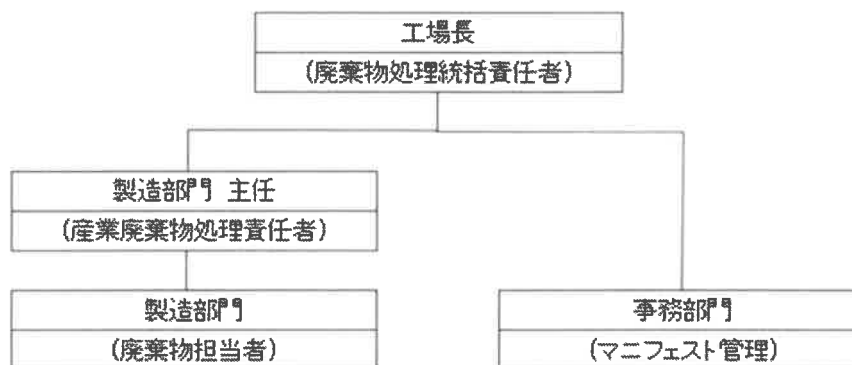 工場長
(廃棄物処理統括責任者)
製造部門 主任
(産業廃棄物処理責任者)
製造部門
(廃棄物担当者)
事務部門
(マニフェスト管理)